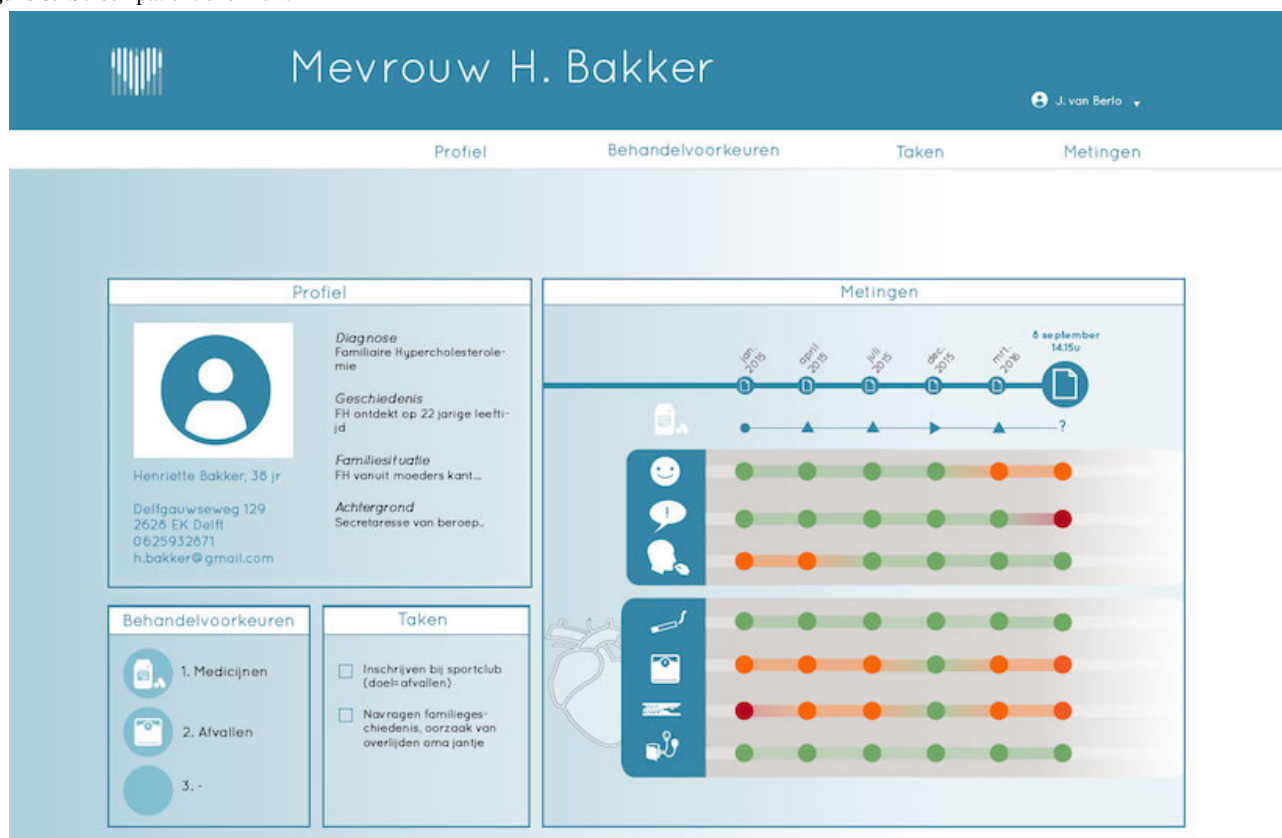 Mevrouw H. Bakker
J. van Berlo
Profiel
Behandelvoorkeuren
Taken
Metingen
Profiel
Henriette Bakker, 38 jr
Delfgauwseweg 129
2628 EK Delft
0625932871
h.bakker@gmail.com
Diagnose
Familiaire Hypercholesterole-
mie
Geschiedenis
FH ontdekt op 22 jarige leefti-
jd
Familiesituatie
FH vanuit moeders kant...
Achtergrond
Secretaresse van beroep..
Behandelvoorkeuren
1. Medicijnen
2. Afvallen
3. -
Taken
Inschrijven bij sportclub
(doel= afvallen)
Navragen familieges-
chiedenis, oorzaak van
overlijden oma jantje
Metingen
jan.
2015
april
2015
juli
2015
dec.
2015
mrt.
2016
8 september
14.15u
?
!